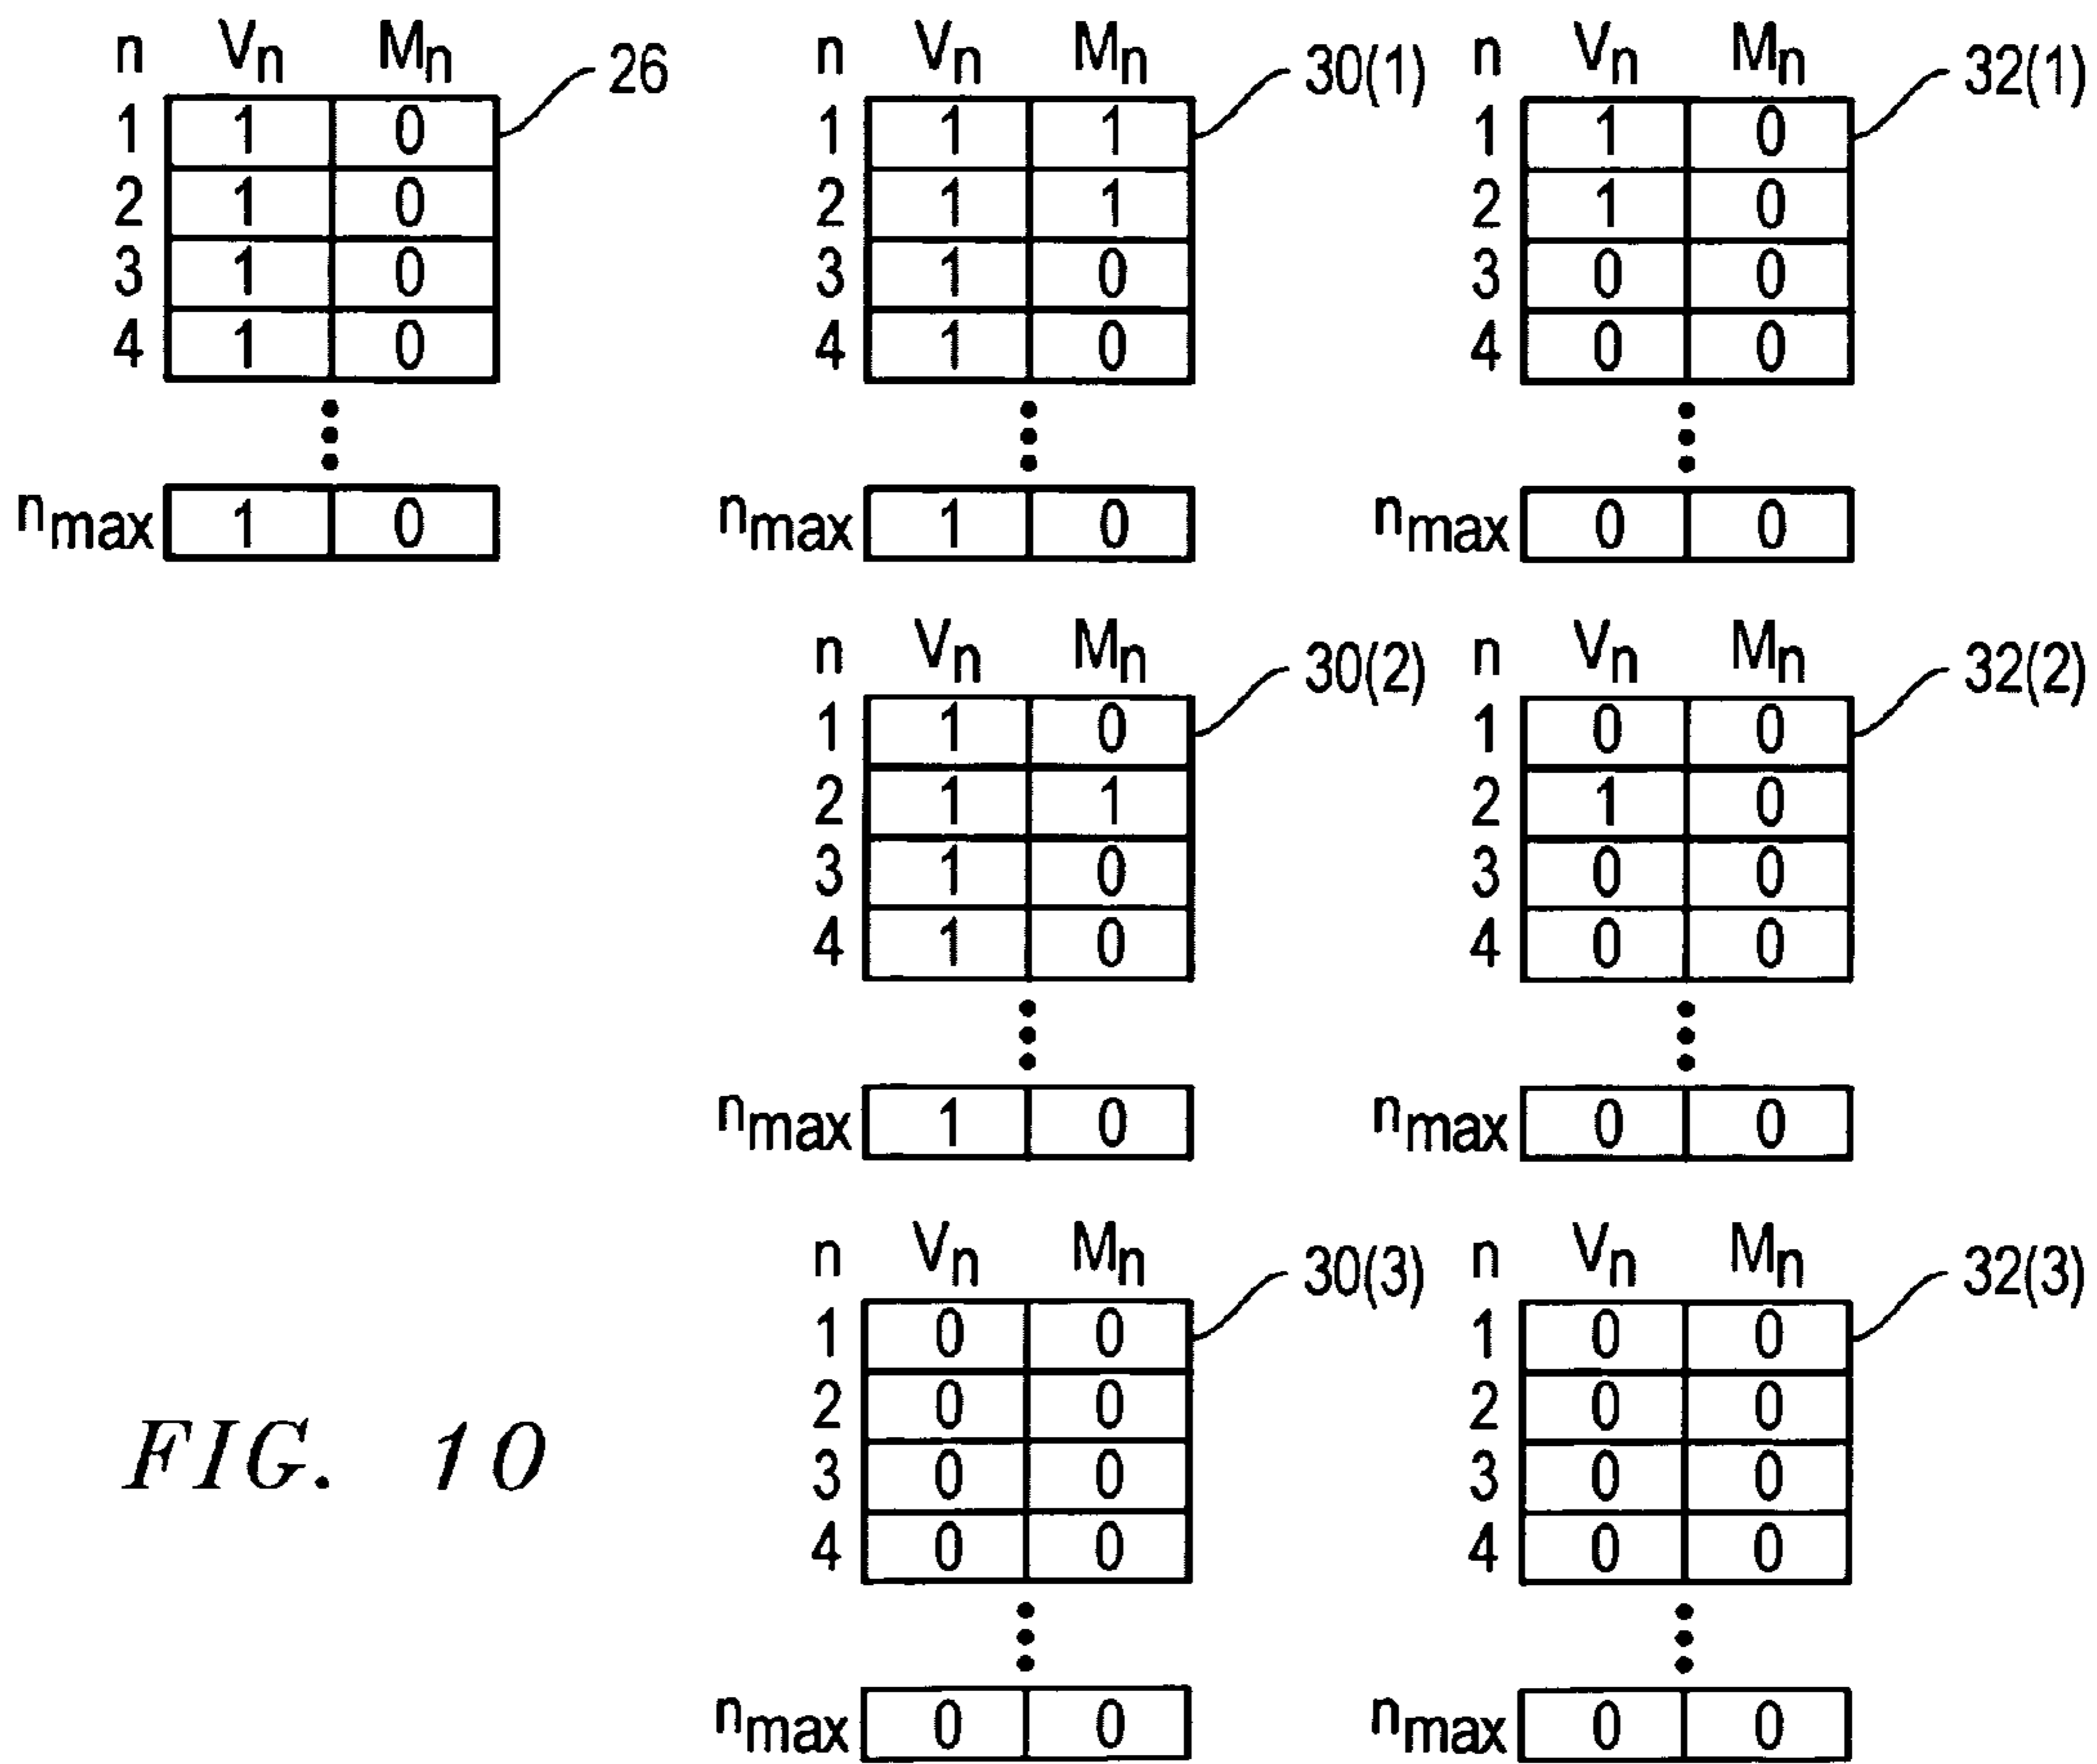 n Vn Mn 26
1 1 0
2 1 0
3 1 0
4 1 0
nmax 1 0
n Vn Mn 30(1)
1 1 1
2 1 1
3 1 0
4 1 0
nmax 1 0
n Vn Mn 32(1)
1 1 0
2 1 0
3 0 0
4 0 0
nmax 0 0
n Vn Mn 30(2)
1 1 0
2 1 1
3 1 0
4 1 0
nmax 1 0
n Vn Mn 32(2)
1 0 0
2 1 0
3 0 0
4 0 0
nmax 0 0
n Vn Mn 30(3)
1 0 0
2 0 0
3 0 0
4 0 0
nmax 0 0
n Vn Mn 32(3)
1 0 0
2 0 0
3 0 0
4 0 0
nmax 0 0
FIG. 10